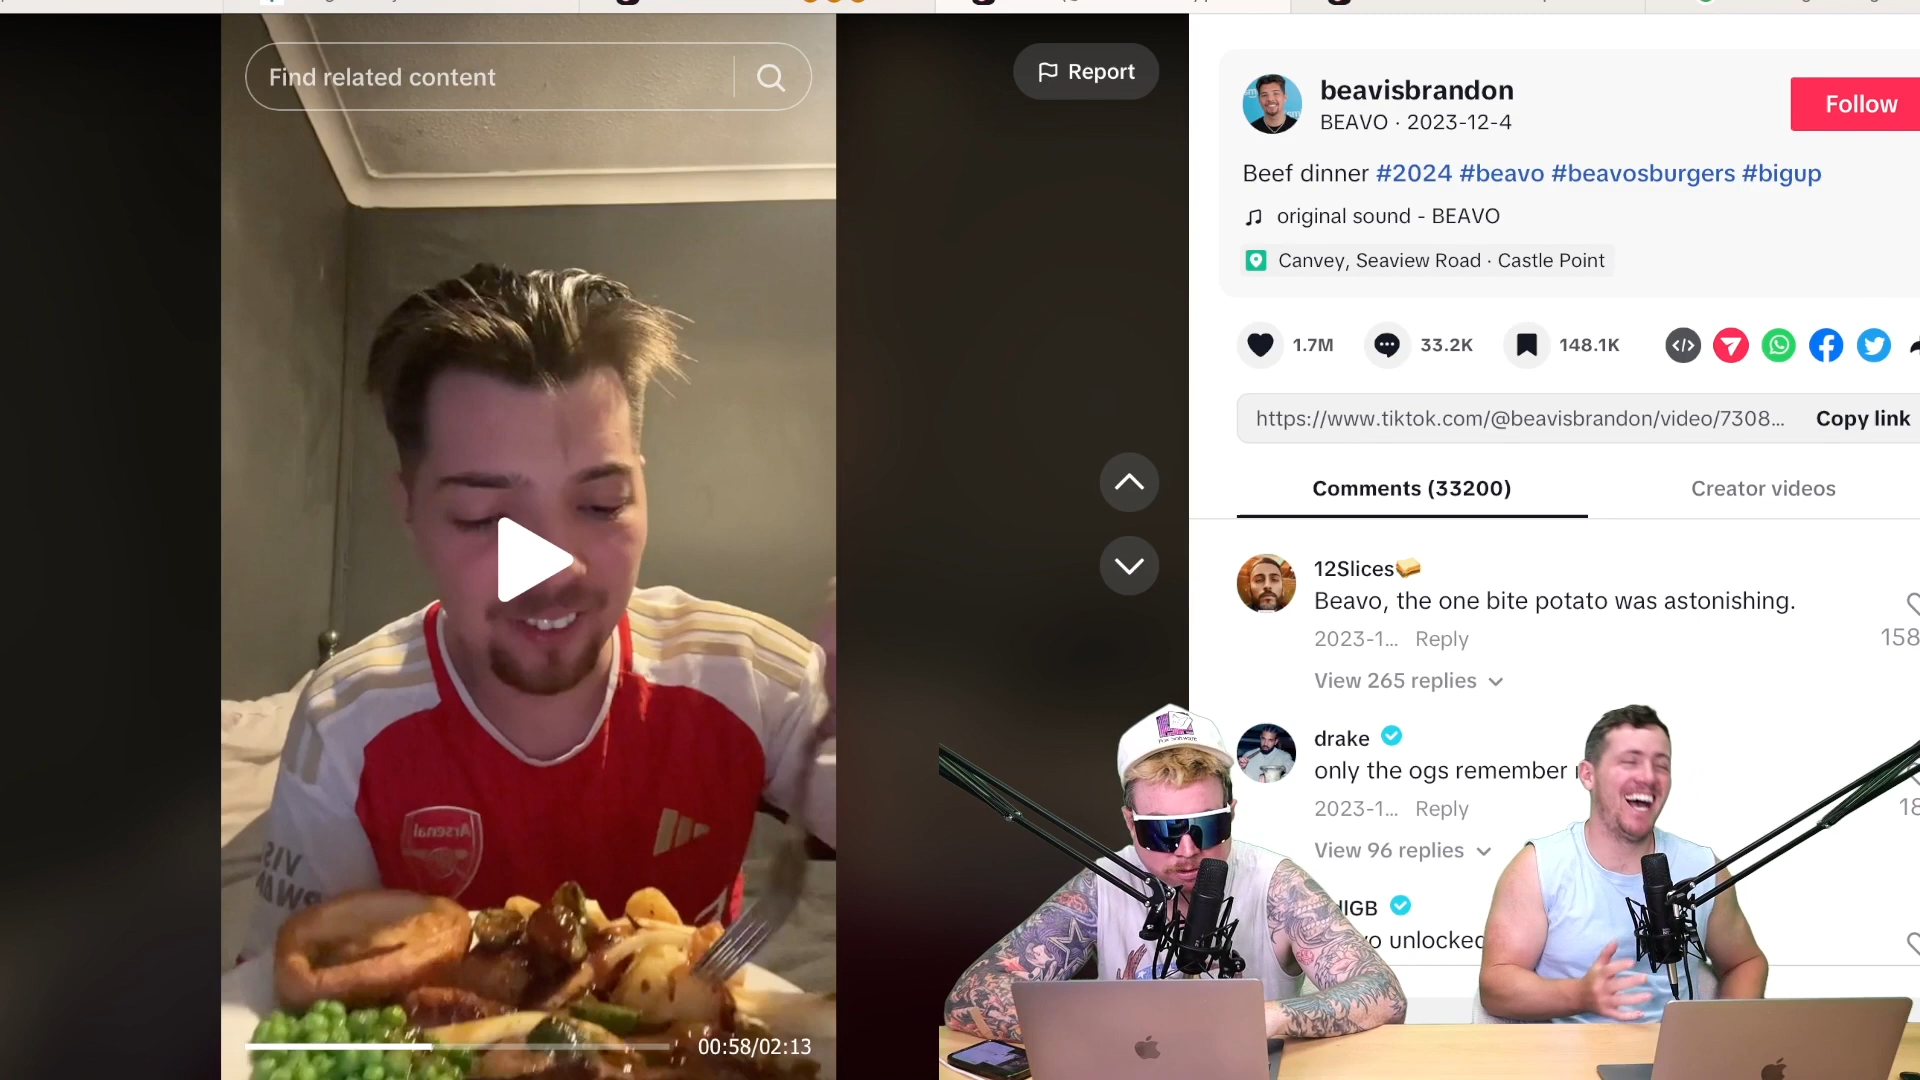 Find related content
Report
beavisbrandon
BEAVO · 2023-12-4
Follow
Beef dinner #2024 #beavo #beavosburgers #bigup
original sound - BEAVO
Canvey, Seaview Road · Castle Point
1.7M
33.2K
148.1K
https://www.tiktok.com/@beavisbrandon/video/7308...
Copy link
Comments (33200)
Creator videos
12Slices
Beavo, the one bite potato was astonishing.
2023-1... Reply
158
View 265 replies
drake
only the ogs remember
2023-1... Reply
18
View 96 replies
unlocked
Arsenal
00:58/02:13